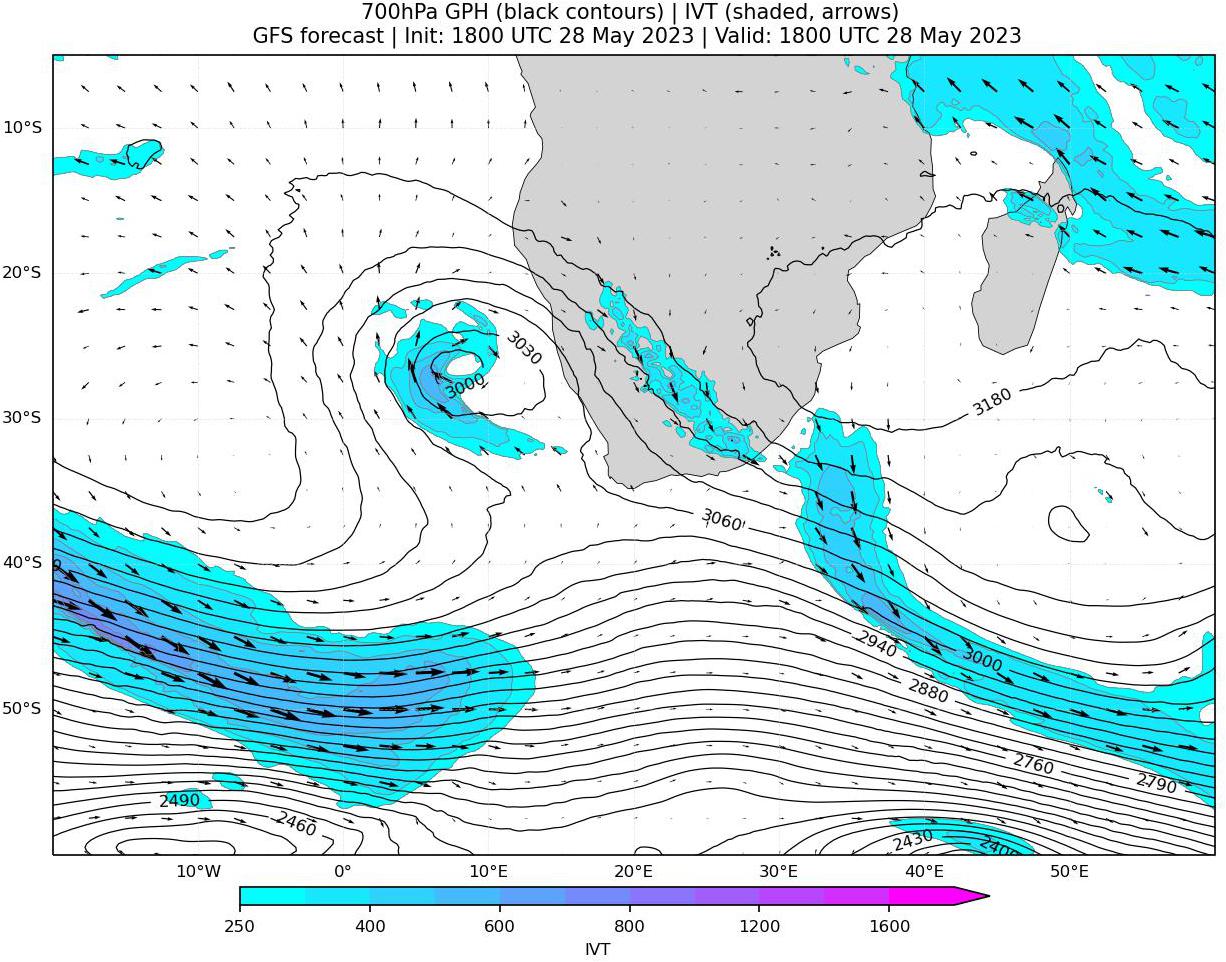 700hPa GPH (black contours) | IVT (shaded, arrows)
GFS forecast | Init: 1800 UTC 28 May 2023 | Valid: 1800 UTC 28 May 2023
10°S
20°S
3030
3000
3180
30°S
3060
40°S
2940
3000
2880
50°S
2760
2790
2490
2460
2430
2400
10°W 0° 10°E 20°E 30°E 40°E 50°E
250 400 600 800 1200 1600
IVT